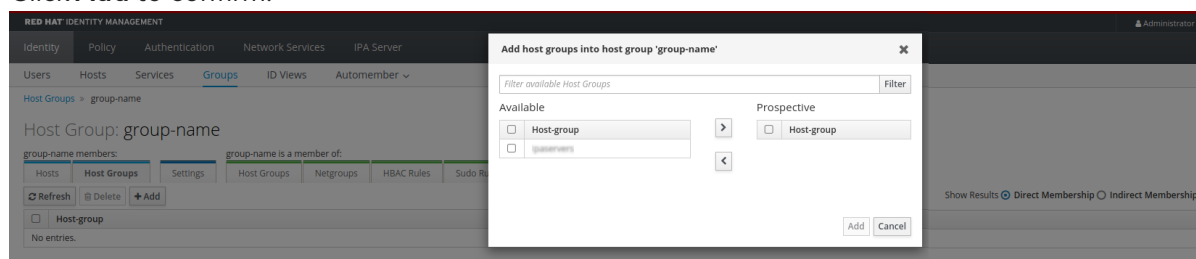 RED HAT IDENTITY MANAGEMENT
Administrator
Identity Policy Authentication Network Services IPA Server
Users Hosts Services Groups ID Views Automember
Host Groups > group-name
Host Group: group-name
group-name members: group-name is a member of:
Hosts Host Groups Settings Host Groups Netgroups HBAC Rules Sudo Ru
Refresh Delete Add
Show Results Direct Membership Indirect Membership
Host-group
No entries.
Add host groups into host group 'group-name'
Filter available Host Groups Filter
Available Prospective
Host-group Host-group
ipaservers
Add Cancel